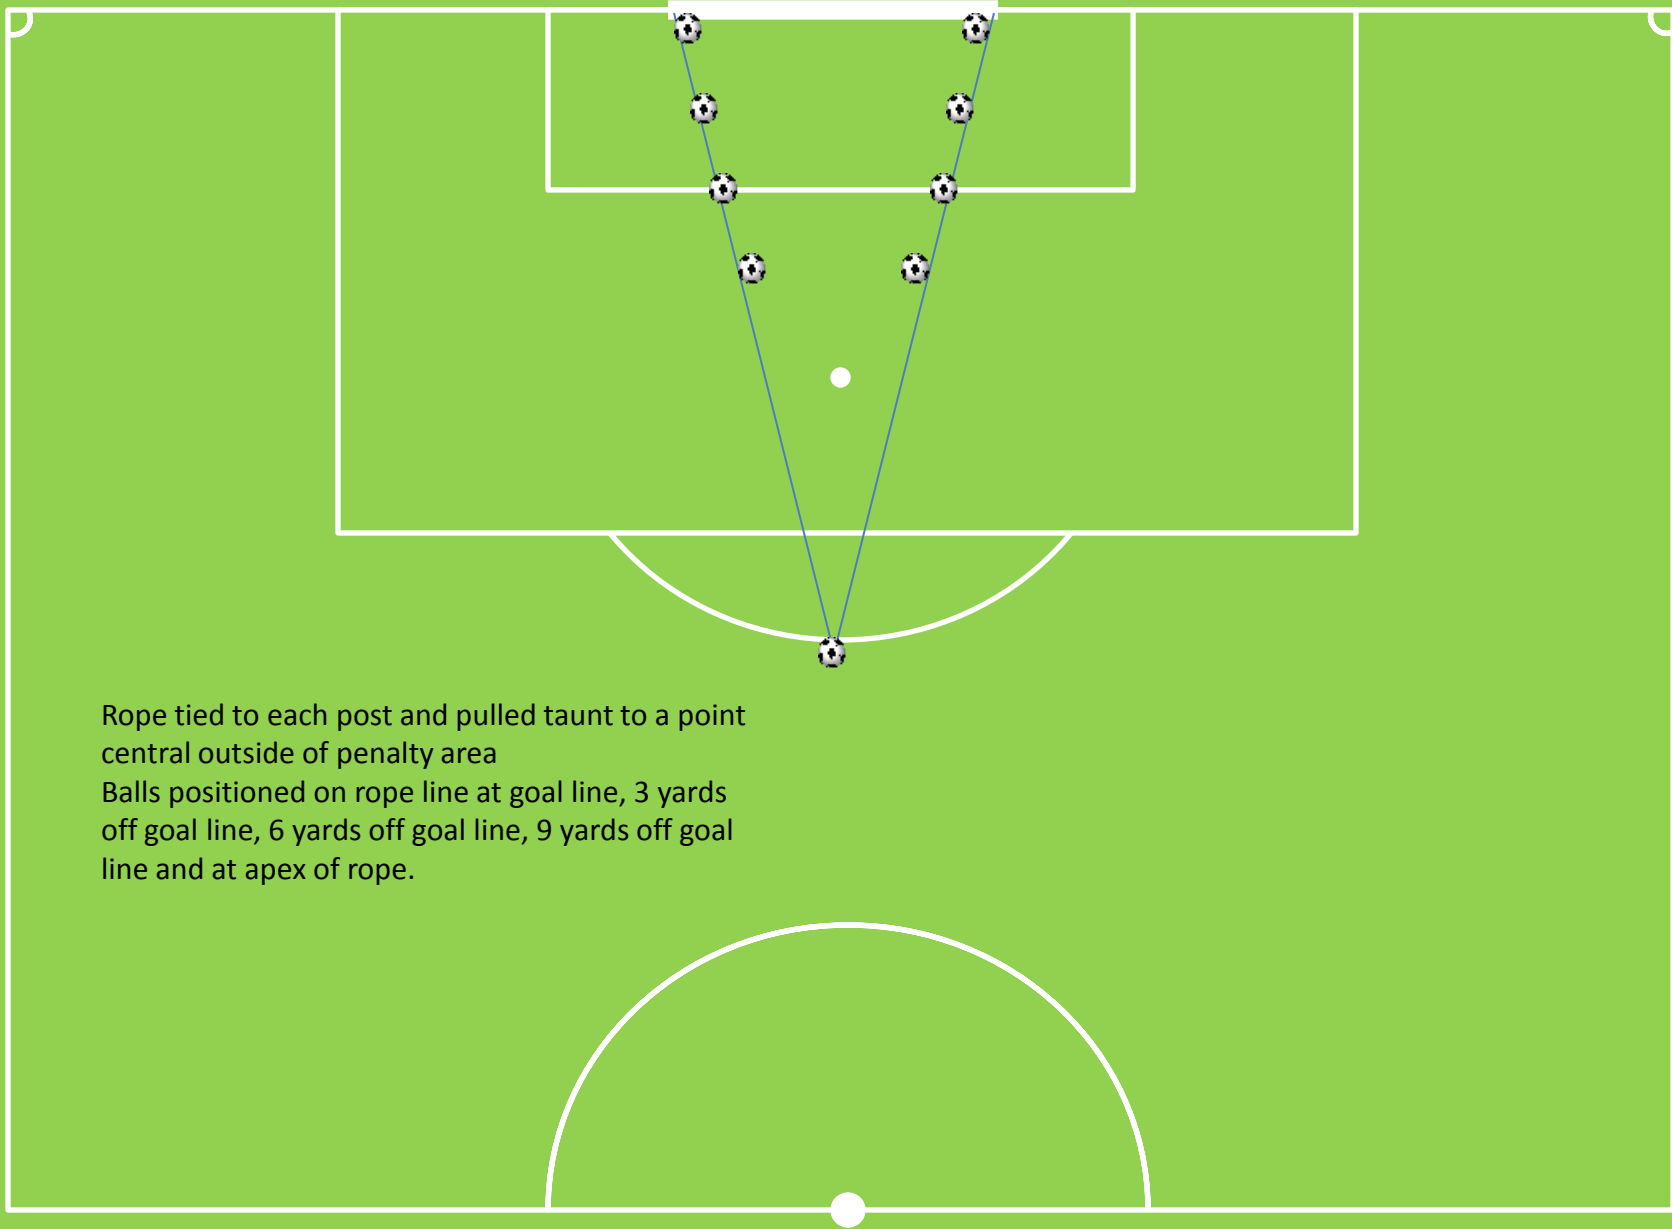 Rope tied to each post and pulled taunt to a point
central outside of penalty area
Balls positioned on rope line at goal line, 3 yards
off goal line, 6 yards off goal line, 9 yards off goal
line and at apex of rope.